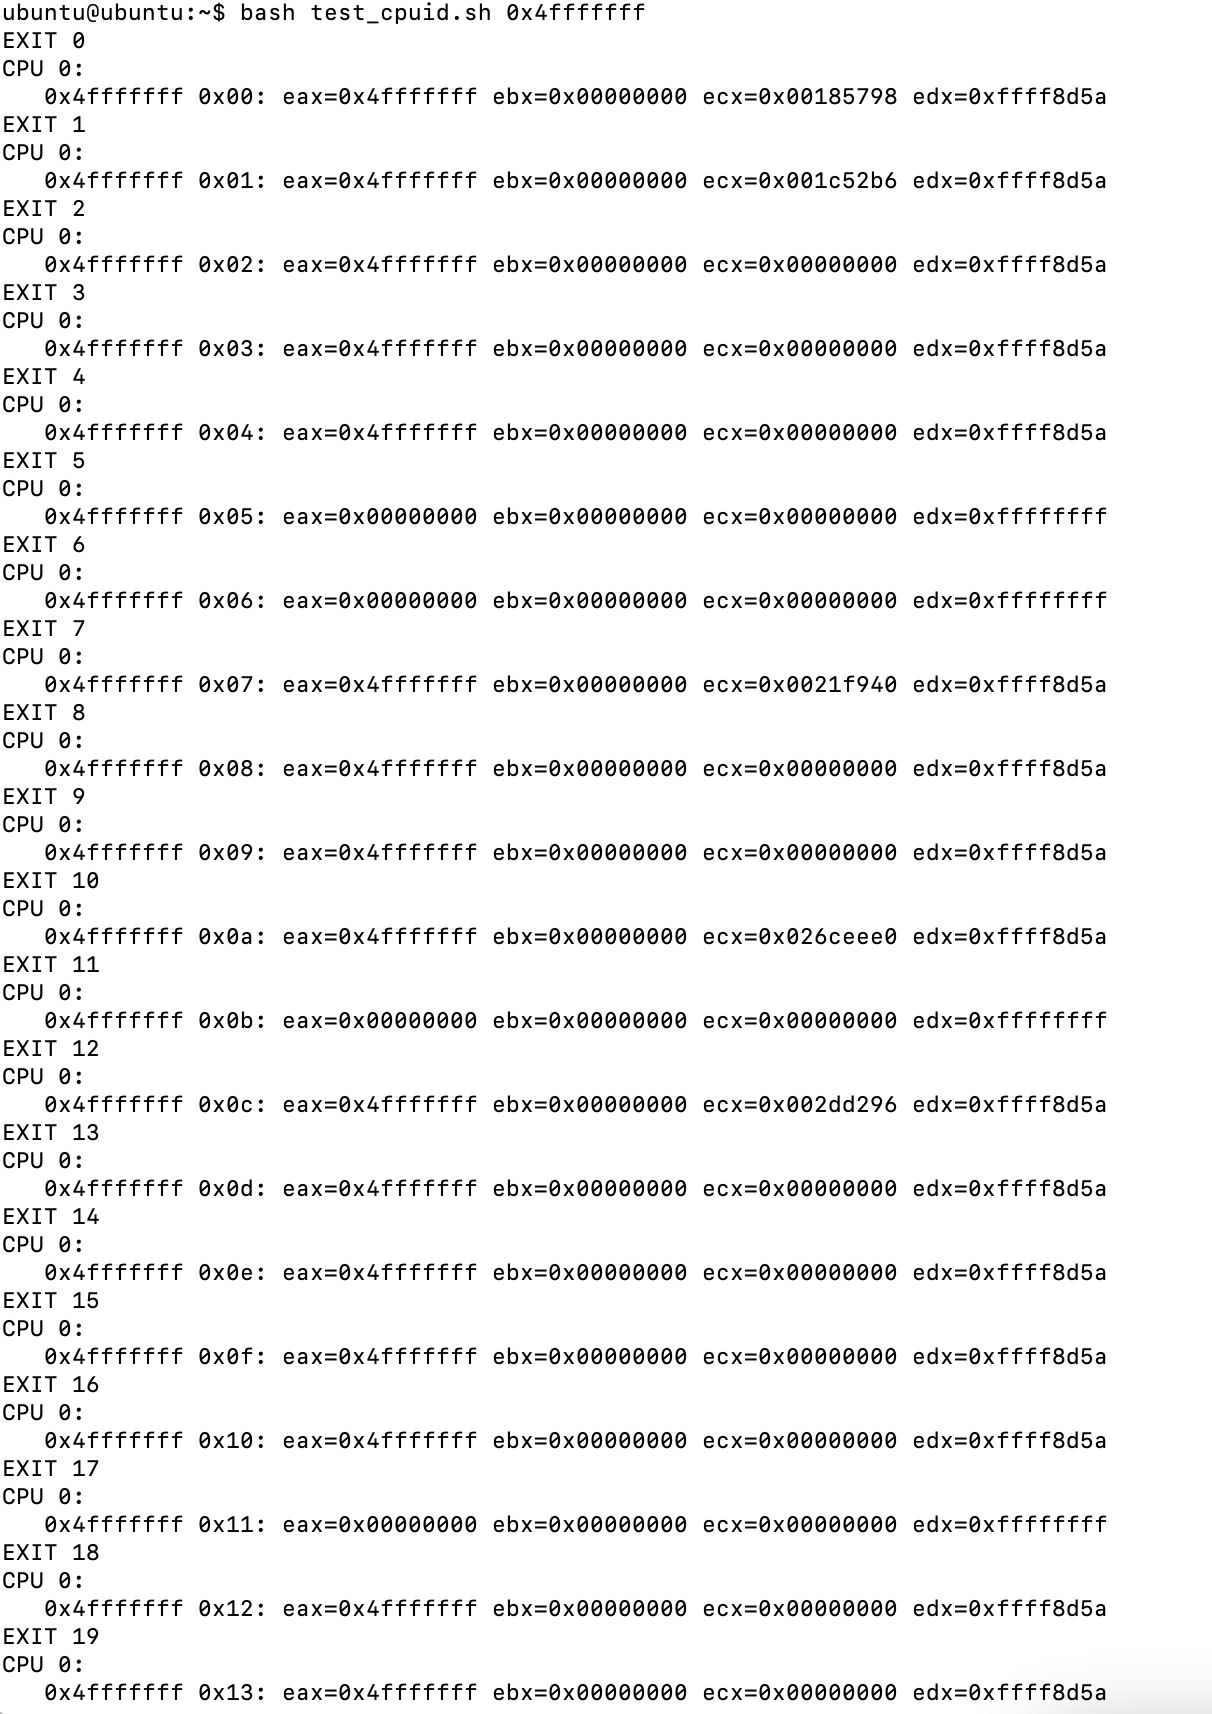 ubuntu@ubuntu:~$ bash test_cpuid.sh 0x4fffffff
EXIT 0
CPU 0:
   0x4fffffff 0x00: eax=0x4fffffff ebx=0x00000000 ecx=0x00185798 edx=0xffff8d5a
EXIT 1
CPU 0:
   0x4fffffff 0x01: eax=0x4fffffff ebx=0x00000000 ecx=0x001c52b6 edx=0xffff8d5a
EXIT 2
CPU 0:
   0x4fffffff 0x02: eax=0x4fffffff ebx=0x00000000 ecx=0x00000000 edx=0xffff8d5a
EXIT 3
CPU 0:
   0x4fffffff 0x03: eax=0x4fffffff ebx=0x00000000 ecx=0x00000000 edx=0xffff8d5a
EXIT 4
CPU 0:
   0x4fffffff 0x04: eax=0x4fffffff ebx=0x00000000 ecx=0x00000000 edx=0xffff8d5a
EXIT 5
CPU 0:
   0x4fffffff 0x05: eax=0x00000000 ebx=0x00000000 ecx=0x00000000 edx=0xffffffff
EXIT 6
CPU 0:
   0x4fffffff 0x06: eax=0x00000000 ebx=0x00000000 ecx=0x00000000 edx=0xffffffff
EXIT 7
CPU 0:
   0x4fffffff 0x07: eax=0x4fffffff ebx=0x00000000 ecx=0x0021f940 edx=0xffff8d5a
EXIT 8
CPU 0:
   0x4fffffff 0x08: eax=0x4fffffff ebx=0x00000000 ecx=0x00000000 edx=0xffff8d5a
EXIT 9
CPU 0:
   0x4fffffff 0x09: eax=0x4fffffff ebx=0x00000000 ecx=0x00000000 edx=0xffff8d5a
EXIT 10
CPU 0:
   0x4fffffff 0x0a: eax=0x4fffffff ebx=0x00000000 ecx=0x026ceee0 edx=0xffff8d5a
EXIT 11
CPU 0:
   0x4fffffff 0x0b: eax=0x00000000 ebx=0x00000000 ecx=0x00000000 edx=0xffffffff
EXIT 12
CPU 0:
   0x4fffffff 0x0c: eax=0x4fffffff ebx=0x00000000 ecx=0x002dd296 edx=0xffff8d5a
EXIT 13
CPU 0:
   0x4fffffff 0x0d: eax=0x4fffffff ebx=0x00000000 ecx=0x00000000 edx=0xffff8d5a
EXIT 14
CPU 0:
   0x4fffffff 0x0e: eax=0x4fffffff ebx=0x00000000 ecx=0x00000000 edx=0xffff8d5a
EXIT 15
CPU 0:
   0x4fffffff 0x0f: eax=0x4fffffff ebx=0x00000000 ecx=0x00000000 edx=0xffff8d5a
EXIT 16
CPU 0:
   0x4fffffff 0x10: eax=0x4fffffff ebx=0x00000000 ecx=0x00000000 edx=0xffff8d5a
EXIT 17
CPU 0:
   0x4fffffff 0x11: eax=0x00000000 ebx=0x00000000 ecx=0x00000000 edx=0xffffffff
EXIT 18
CPU 0:
   0x4fffffff 0x12: eax=0x4fffffff ebx=0x00000000 ecx=0x00000000 edx=0xffff8d5a
EXIT 19
CPU 0:
   0x4fffffff 0x13: eax=0x4fffffff ebx=0x00000000 ecx=0x00000000 edx=0xffff8d5a